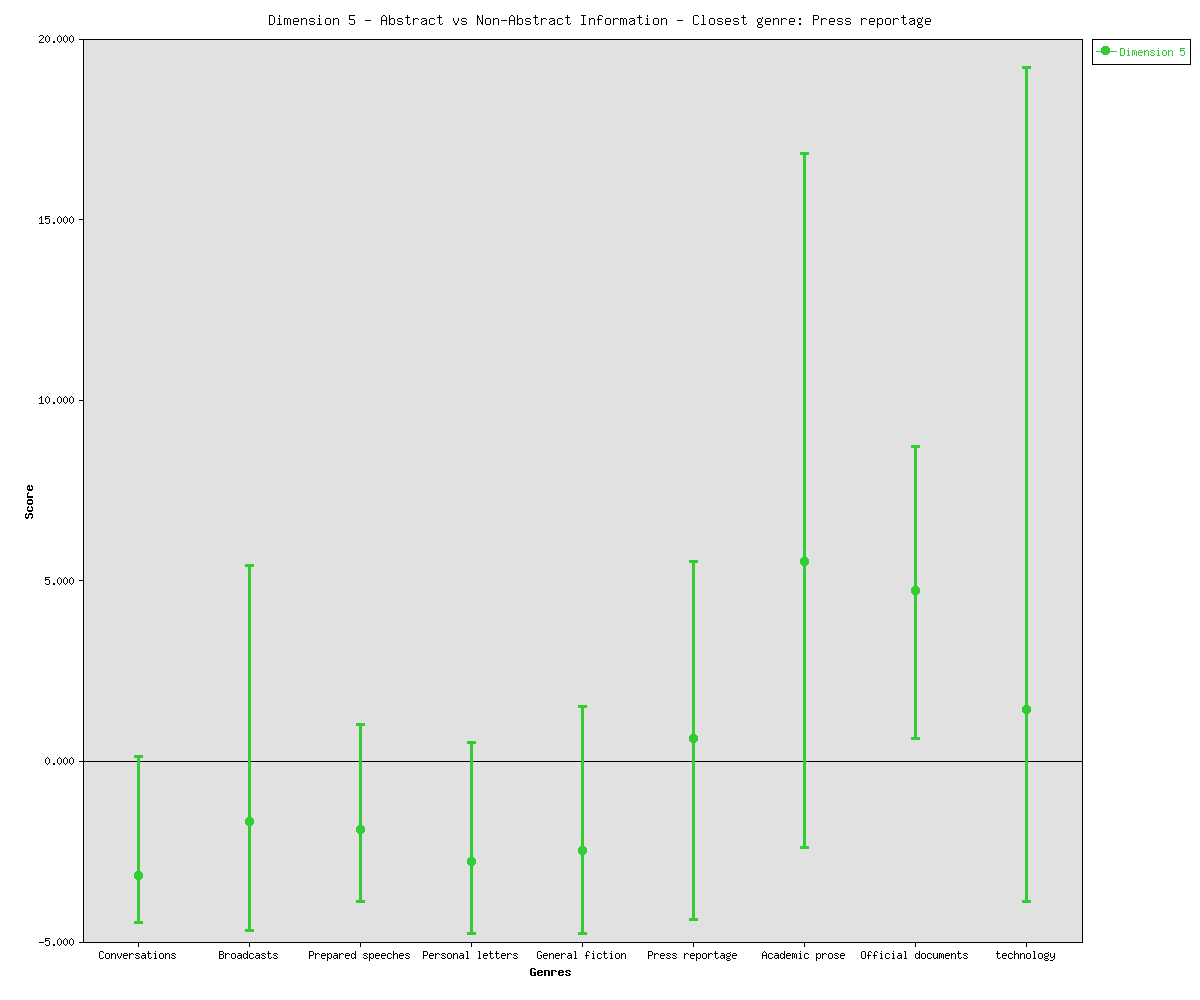 Dimension 5 - Abstract vs Non-Abstract Information - Closest genre: Press reportage
Dimension 5
20.000
15.000
10.000
5.000
0.000
-5.000
Score
Conversations Broadcasts Prepared speeches Personal letters General fiction Press reportage Academic prose Official documents technology
Genres